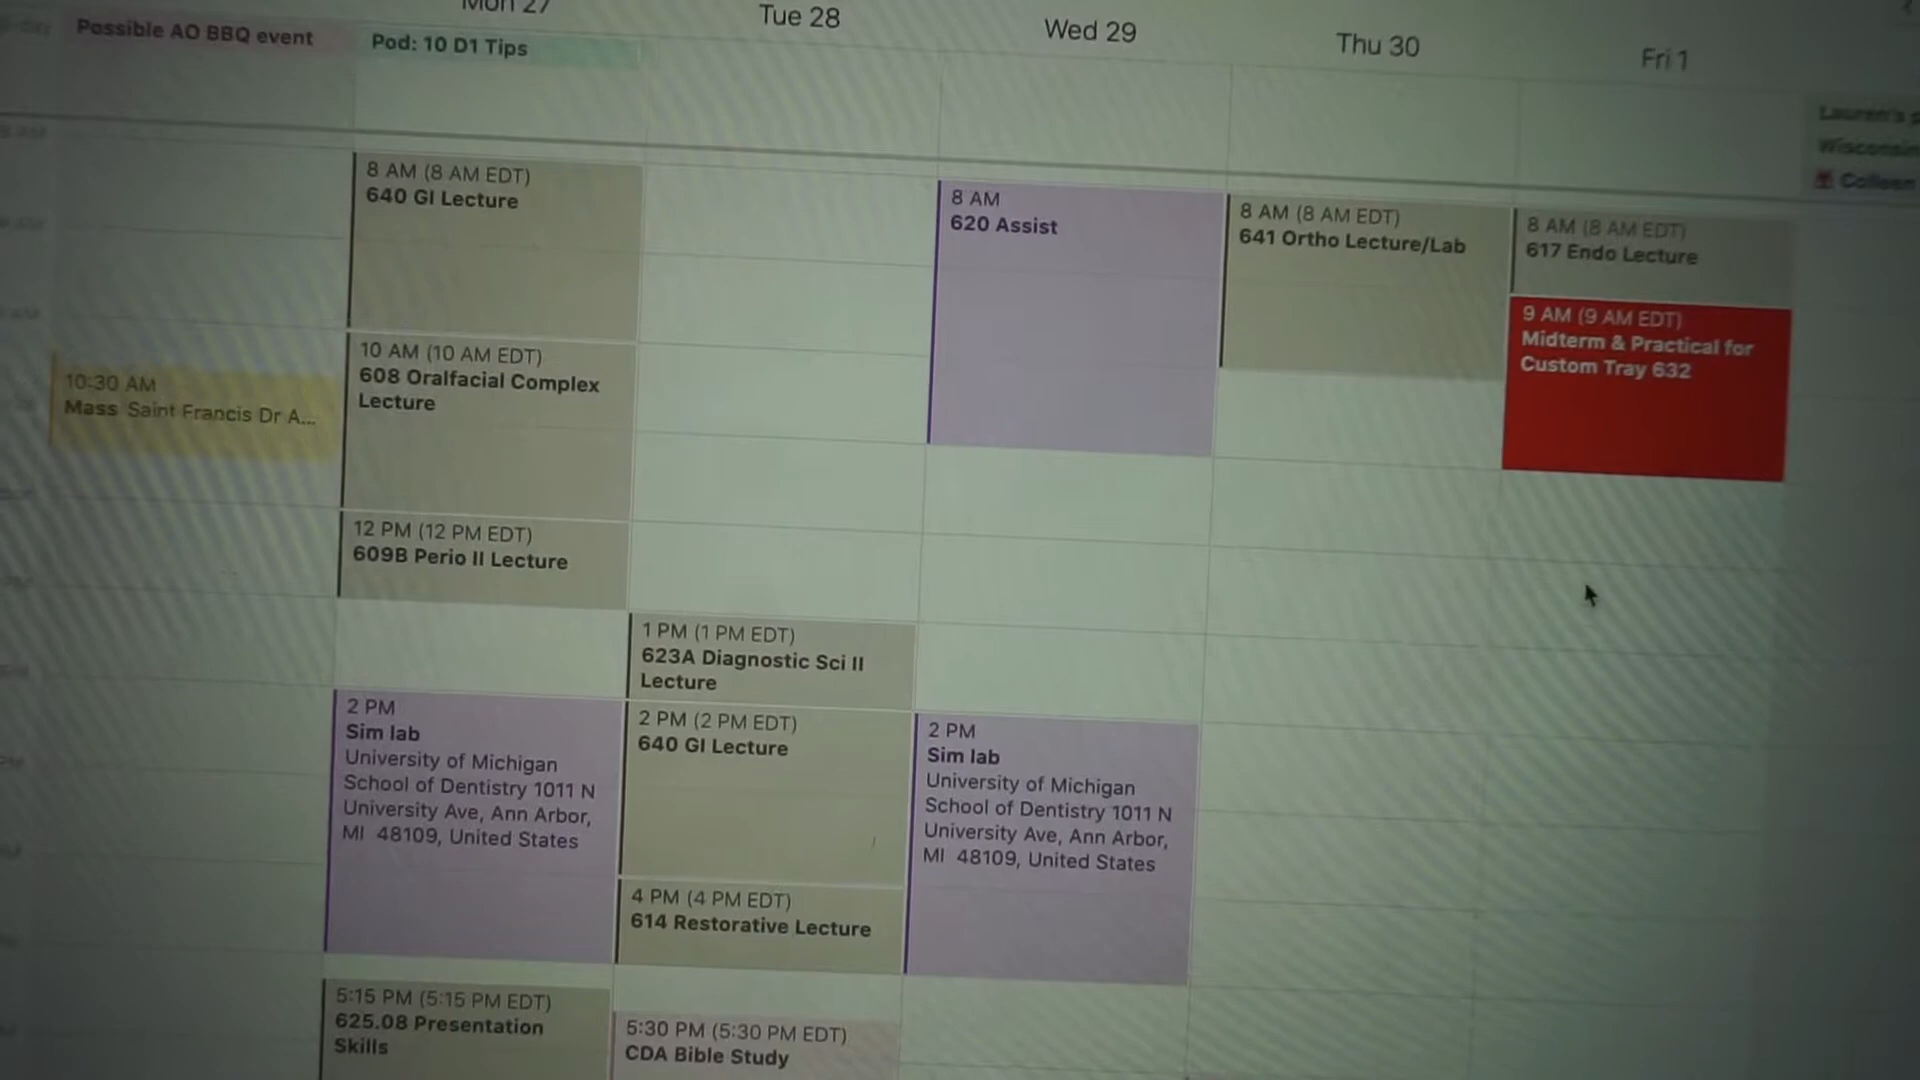 Mon 27
Tue 28
Wed 29
Thu 30
Fri 1
Possible AO BBQ event
Pod: 10 D1 Tips
Lauren's
Wisconsin
Colleen
10:30 AM
Mass Saint Francis Dr A...
8 AM (8 AM EDT)
640 GI Lecture
10 AM (10 AM EDT)
608 Oralfacial Complex
Lecture
12 PM (12 PM EDT)
609B Perio II Lecture
2 PM
Sim lab
University of Michigan
School of Dentistry 1011 N
University Ave, Ann Arbor,
MI 48109, United States
5:15 PM (5:15 PM EDT)
625.08 Presentation
Skills
1 PM (1 PM EDT)
623A Diagnostic Sci II
Lecture
2 PM (2 PM EDT)
640 GI Lecture
4 PM (4 PM EDT)
614 Restorative Lecture
5:30 PM (5:30 PM EDT)
CDA Bible Study
8 AM
620 Assist
2 PM
Sim lab
University of Michigan
School of Dentistry 1011 N
University Ave, Ann Arbor,
MI 48109, United States
8 AM (8 AM EDT)
641 Ortho Lecture/Lab
8 AM (8 AM EDT)
617 Endo Lecture
9 AM (9 AM EDT)
Midterm & Practical for
Custom Tray 632